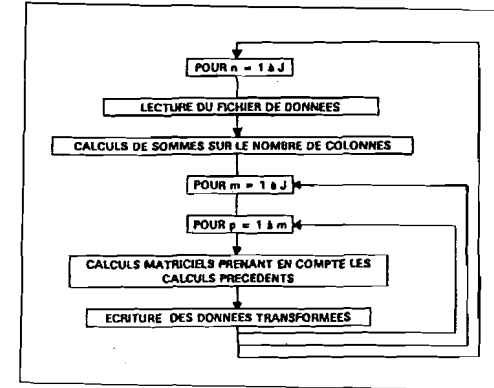 POUR n = 1 à J
LECTURE DU FICHIER DE DONNEES
CALCULS DE SOMMES SUR LE NOMBRE DE COLONNES
POUR m = 1 à J
POUR p = 1 à m
CALCULS MATRICIELS PRENANT EN COMPTE LES
CALCULS PRECEDENTS
ECRITURE DES DONNEES TRANSFORMEES